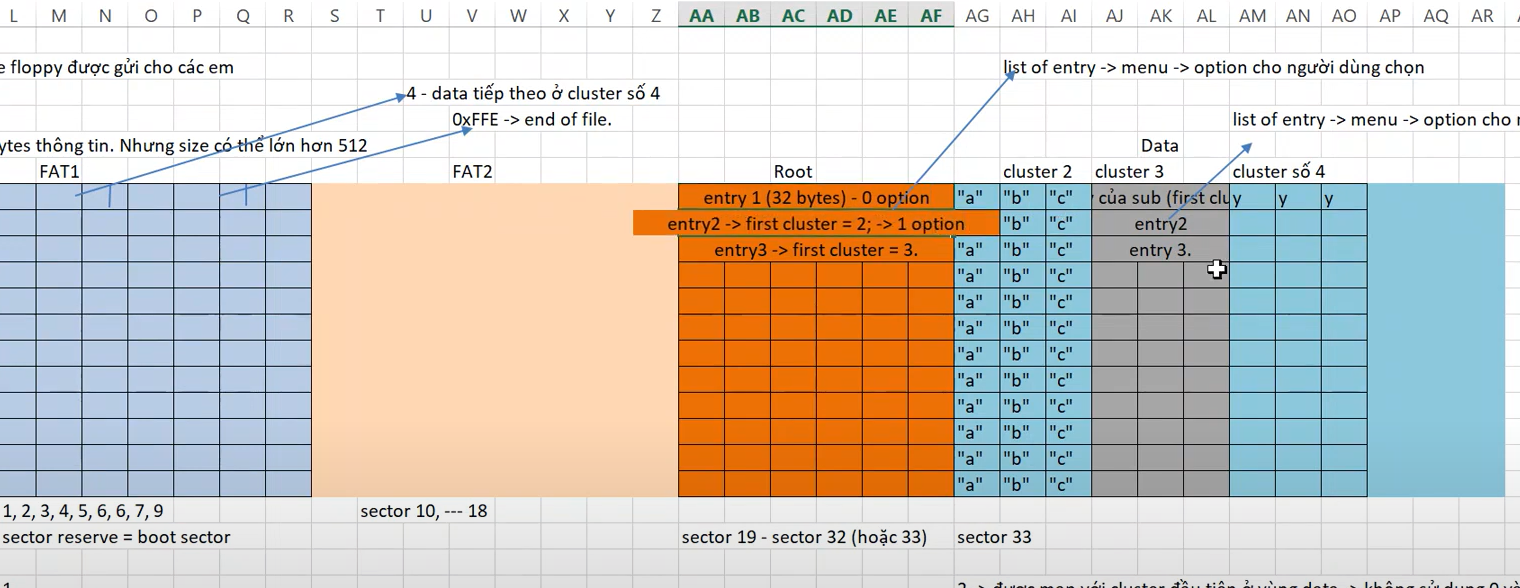 L M N O P Q R S T U V W X Y Z AA AB AC AD AE AF AG AH AI AJ AK AL AM AN AO AP AQ AR
e floppy được gửi cho các em
list of entry -> menu -> option cho người dùng chọn
4 - data tiếp theo ở cluster số 4
0xFFE -> end of file.
list of entry -> menu -> option cho
ytes thông tin. Nhưng size có thể lớn hơn 512
Data
FAT1 FAT2 Root cluster 2 cluster 3 cluster số 4
entry 1 (32 bytes) - 0 option "a" "b" "c" của sub (first clu y y y
entry2 -> first cluster = 2; -> 1 option "b" "c" entry2
entry3 -> first cluster = 3. "a" "b" "c" entry 3.
"a" "b" "c"
"a" "b" "c"
"a" "b" "c"
"a" "b" "c"
"a" "b" "c"
"a" "b" "c"
"a" "b" "c"
"a" "b" "c"
"a" "b" "c"
1, 2, 3, 4, 5, 6, 6, 7, 9 sector 10, --- 18
sector reserve = boot sector sector 19 - sector 32 (hoặc 33) sector 33